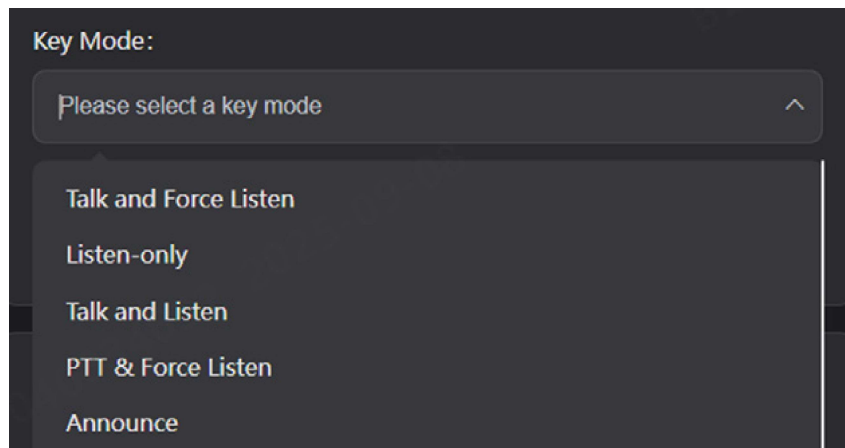 Key Mode:
Please select a key mode
Talk and Force Listen
Listen-only
Talk and Listen
PTT & Force Listen
Announce